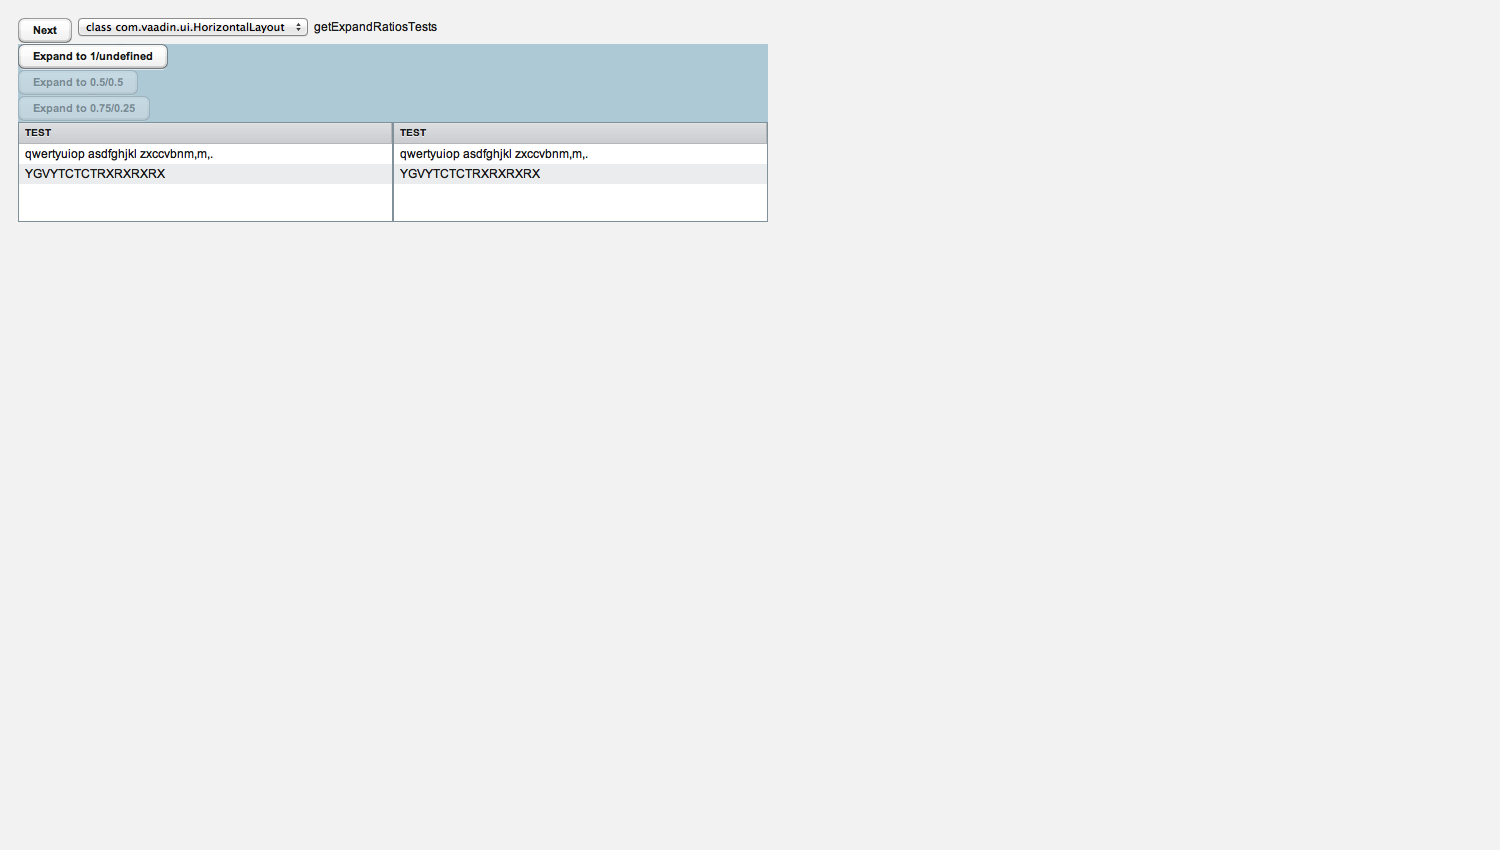 Next class com.vaadin.ui.HorizontalLayout getExpandRatiosTests
Expand to 1/undefined
Expand to 0.5/0.5
Expand to 0.75/0.25
TEST TEST
qwertyuiop asdfghjkl zxccvbnm,m,. qwertyuiop asdfghjkl zxccvbnm,m,.
YGVYTCTCTRXRXRXRX YGVYTCTCTRXRXRXRX